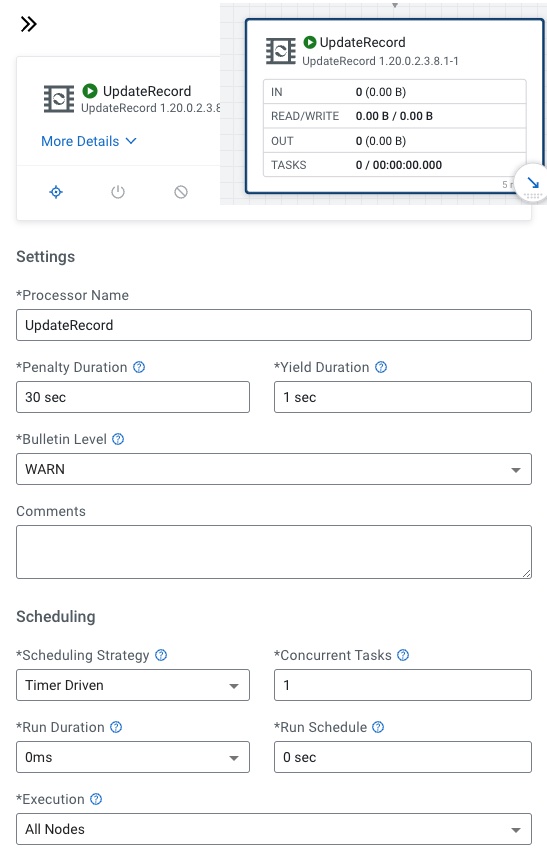 UpdateRecord
UpdateRecord 1.20.0.2.3.8
More Details
UpdateRecord
UpdateRecord 1.20.0.2.3.8.1-1
IN 0 (0.00 B)
READ/WRITE 0.00 B / 0.00 B
OUT 0 (0.00 B)
TASKS 0 / 00:00:00.000
5
Settings
*Processor Name
UpdateRecord
*Penalty Duration *Yield Duration
30 sec 1 sec
*Bulletin Level
WARN
Comments
Scheduling
*Scheduling Strategy *Concurrent Tasks
Timer Driven 1
*Run Duration *Run Schedule
0ms 0 sec
*Execution
All Nodes